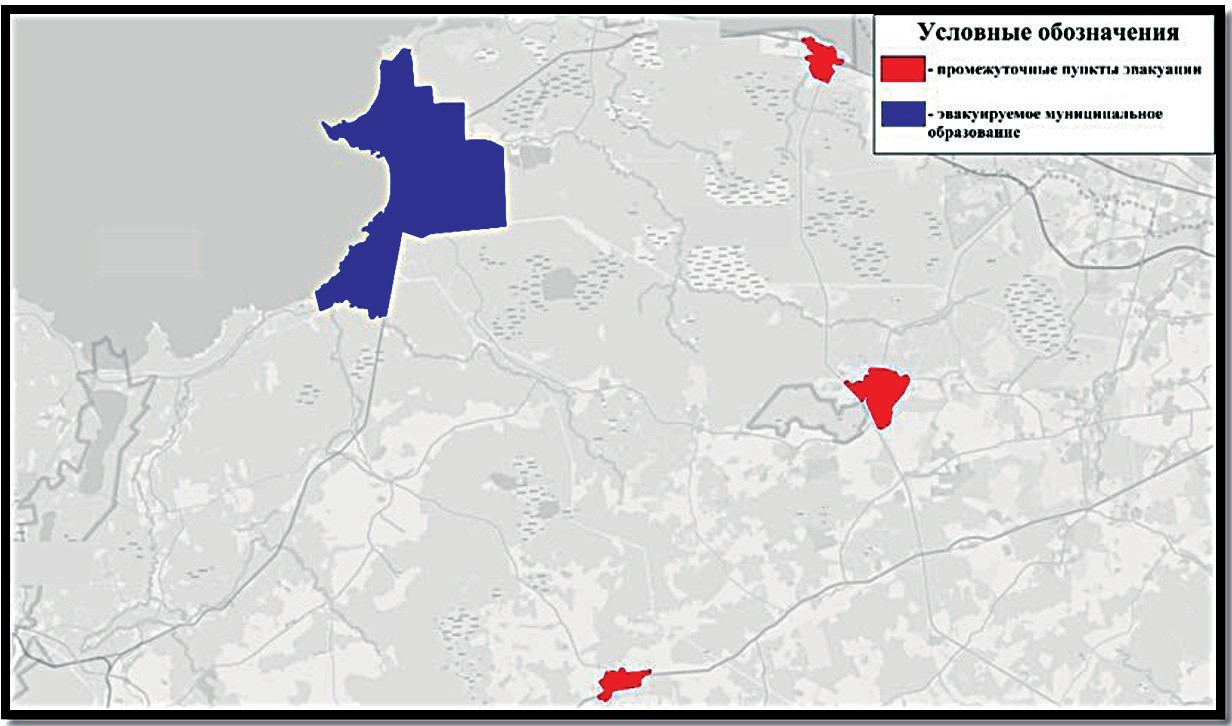 Условные обозначения
- промежуточные пункты эвакуации
- эвакуируемое муниципальное
образование